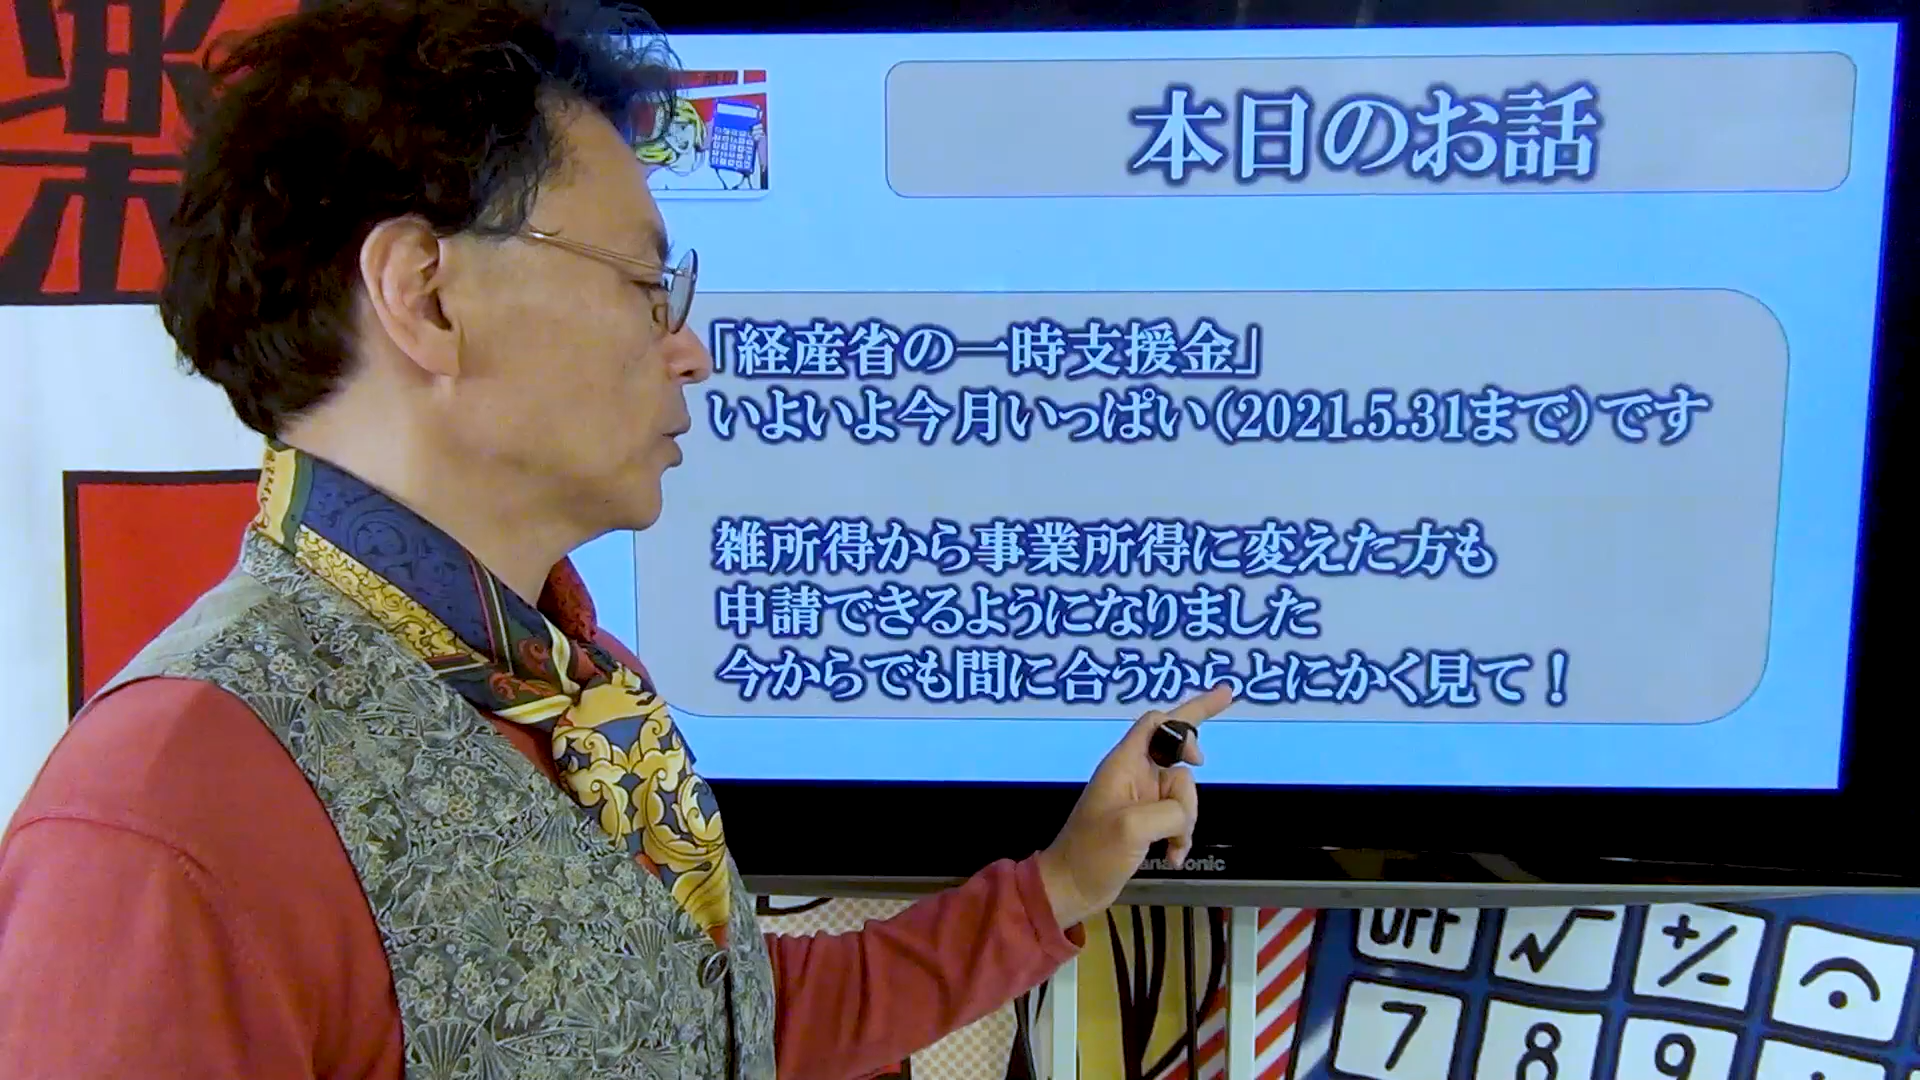 本日のお話
「経産省の一時支援金」
いよいよ今月いっぱい（2021.5.31まで）です
雑所得から事業所得に変えた方も
申請できるようになりました
今からでも間に合うからとにかく見て！
Panasonic
OFF √ +/-
7 8 9